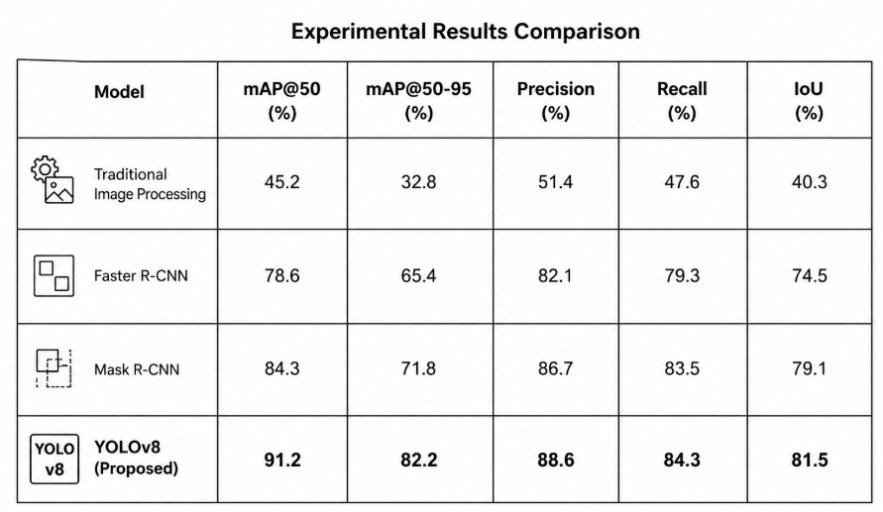 Experimental Results Comparison
Model mAP@50 (%) mAP@50-95 (%) Precision (%) Recall (%) IoU (%)
Traditional Image Processing 45.2 32.8 51.4 47.6 40.3
Faster R-CNN 78.6 65.4 82.1 79.3 74.5
Mask R-CNN 84.3 71.8 86.7 83.5 79.1
YOLO v8 YOLOv8 (Proposed) 91.2 82.2 88.6 84.3 81.5